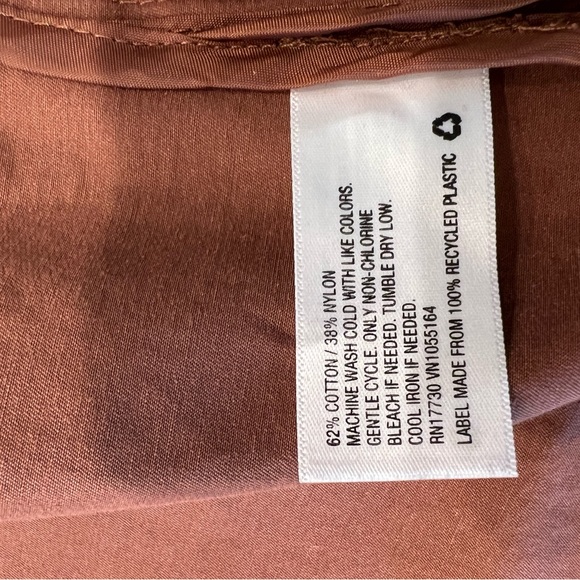 62% COTTON / 38% NYLON
MACHINE WASH COLD WITH LIKE COLORS.
GENTLE CYCLE. ONLY NON-CHLORINE
BLEACH IF NEEDED. TUMBLE DRY LOW.
COOL IRON IF NEEDED.
RN17730 VN1055164
LABEL MADE FROM 100% RECYCLED PLASTIC